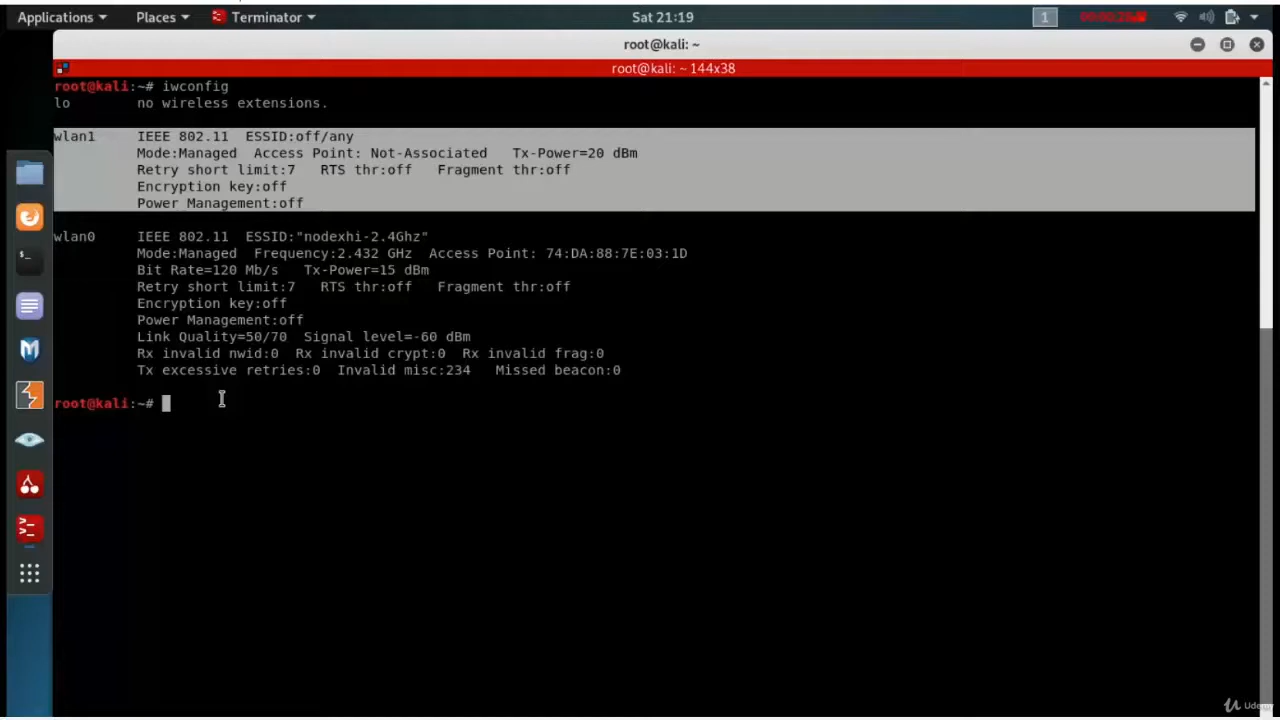 Applications Places Terminator Sat 21:19 1
root@kali: ~
root@kali: ~ 144x38
root@kali:~# iwconfig
lo no wireless extensions.
wlan1 IEEE 802.11 ESSID:off/any
Mode:Managed Access Point: Not-Associated Tx-Power=20 dBm
Retry short limit:7 RTS thr:off Fragment thr:off
Encryption key:off
Power Management:off
wlan0 IEEE 802.11 ESSID:"nodexhi-2.4Ghz"
Mode:Managed Frequency:2.432 GHz Access Point: 74:DA:88:7E:03:1D
Bit Rate=120 Mb/s Tx-Power=15 dBm
Retry short limit:7 RTS thr:off Fragment thr:off
Encryption key:off
Power Management:off
Link Quality=50/70 Signal level=-60 dBm
Rx invalid nwid:0 Rx invalid crypt:0 Rx invalid frag:0
Tx excessive retries:0 Invalid misc:234 Missed beacon:0
root@kali:~#